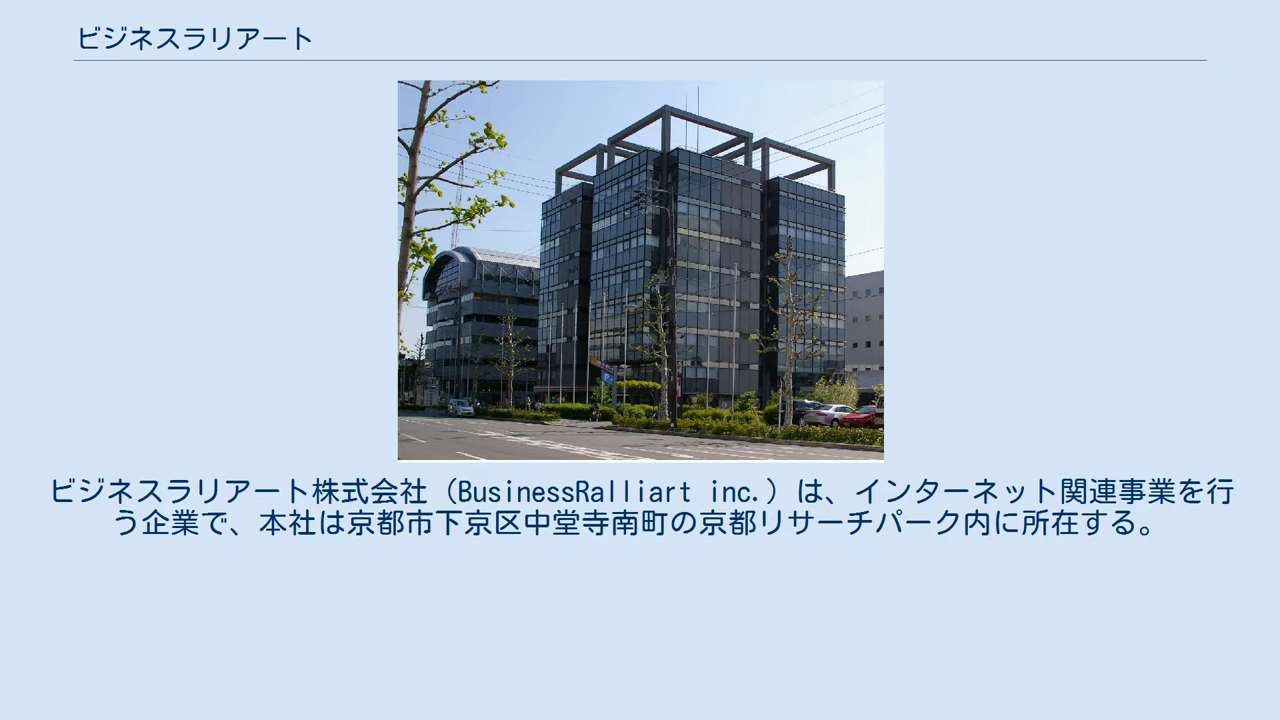 ビジネスラリアート
ビジネスラリアート株式会社（BusinessRalliart inc.）は、インターネット関連事業を行
う企業で、本社は京都市下京区中堂寺南町の京都リサーチパーク内に所在する。